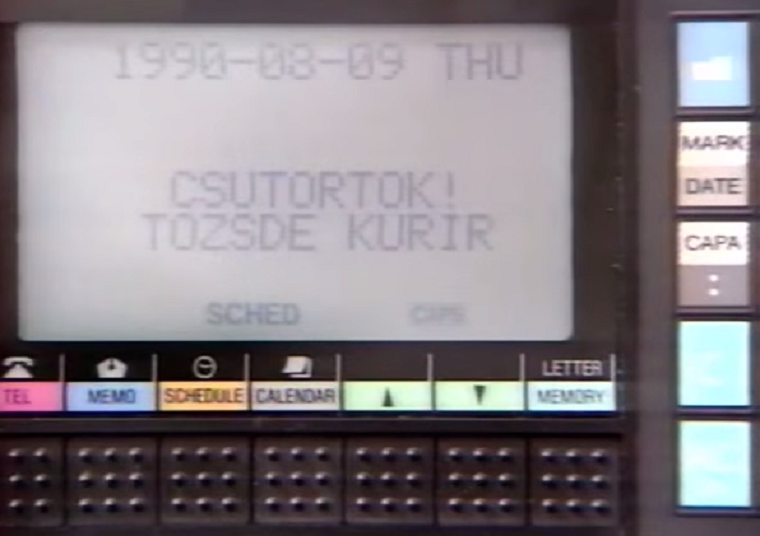 1990-08-09 THU
CSUTORTOK!
TOZSDE KURIR
SCHED CAPS
LETTER
TEL MEMO SCHEDULE CALENDAR ▲ ▼ MEMORY
MARK
DATE
CAPA
: